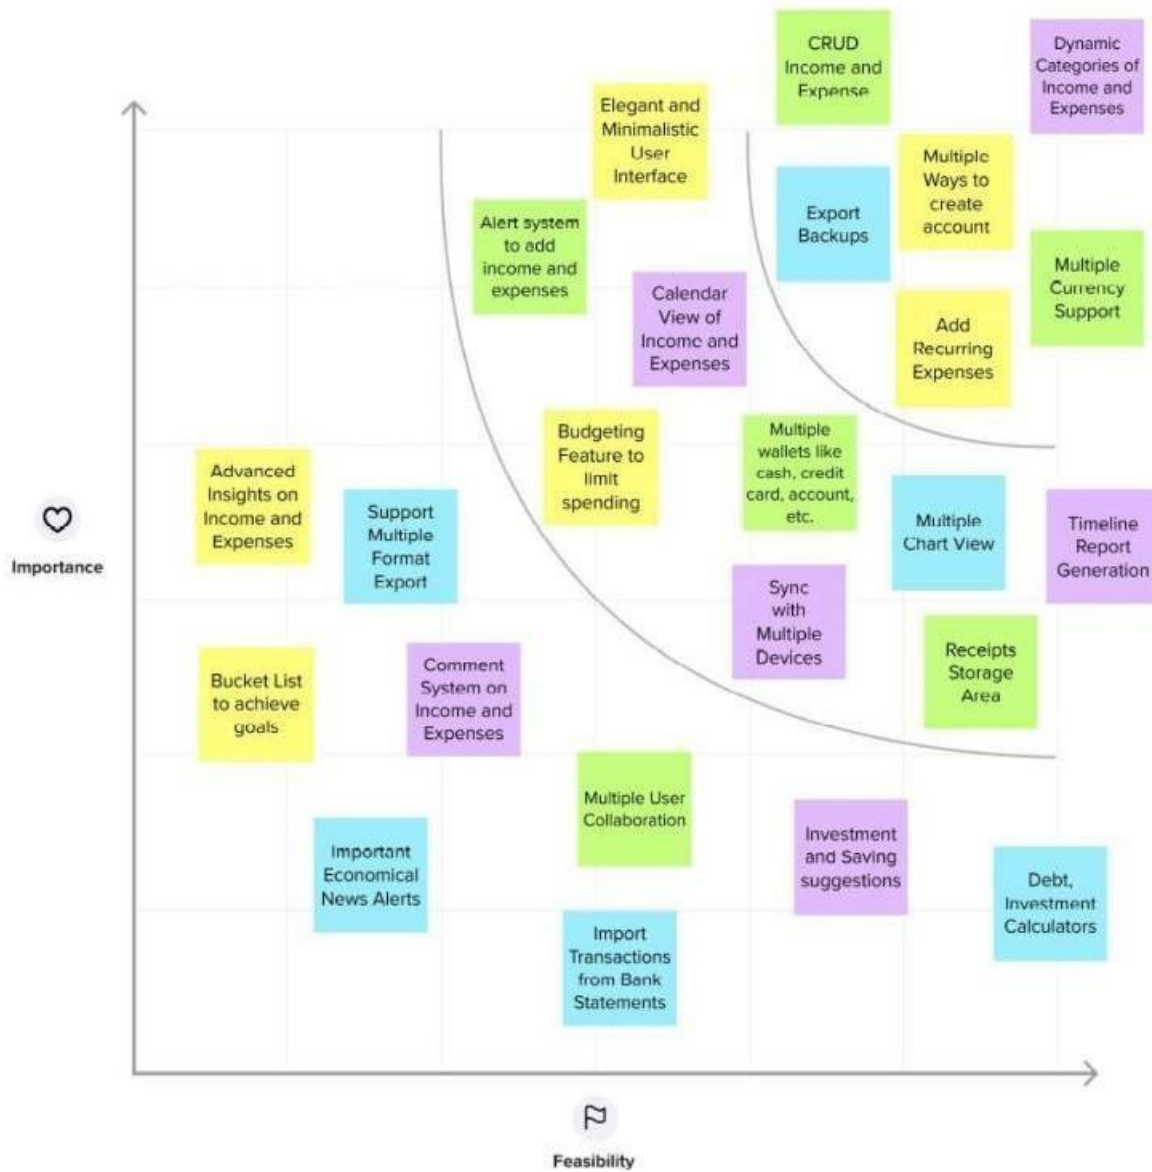 CRUD
Income and
Expense
Dynamic
Categories of
Income and
Expenses
Elegant and
Minimalistic
User
Interface
Multiple
Ways to
create
account
Export
Backups
Alert system
to add
income and
expenses
Multiple
Currency
Support
Calendar
View of
Income and
Expenses
Add
Recurring
Expenses
Budgeting
Feature to
limit
spending
Multiple
wallets like
cash, credit
card, account,
etc.
Advanced
Insights on
Income and
Expenses
Support
Multiple
Format
Export
Multiple
Chart View
Timeline
Report
Generation
Importance
Sync
with
Multiple
Devices
Receipts
Storage
Area
Bucket List
to achieve
goals
Comment
System on
Income and
Expenses
Multiple User
Collaboration
Important
Economical
News Alerts
Investment
and Saving
suggestions
Debt,
Investment
Calculators
Import
Transactions
from Bank
Statements
Feasibility